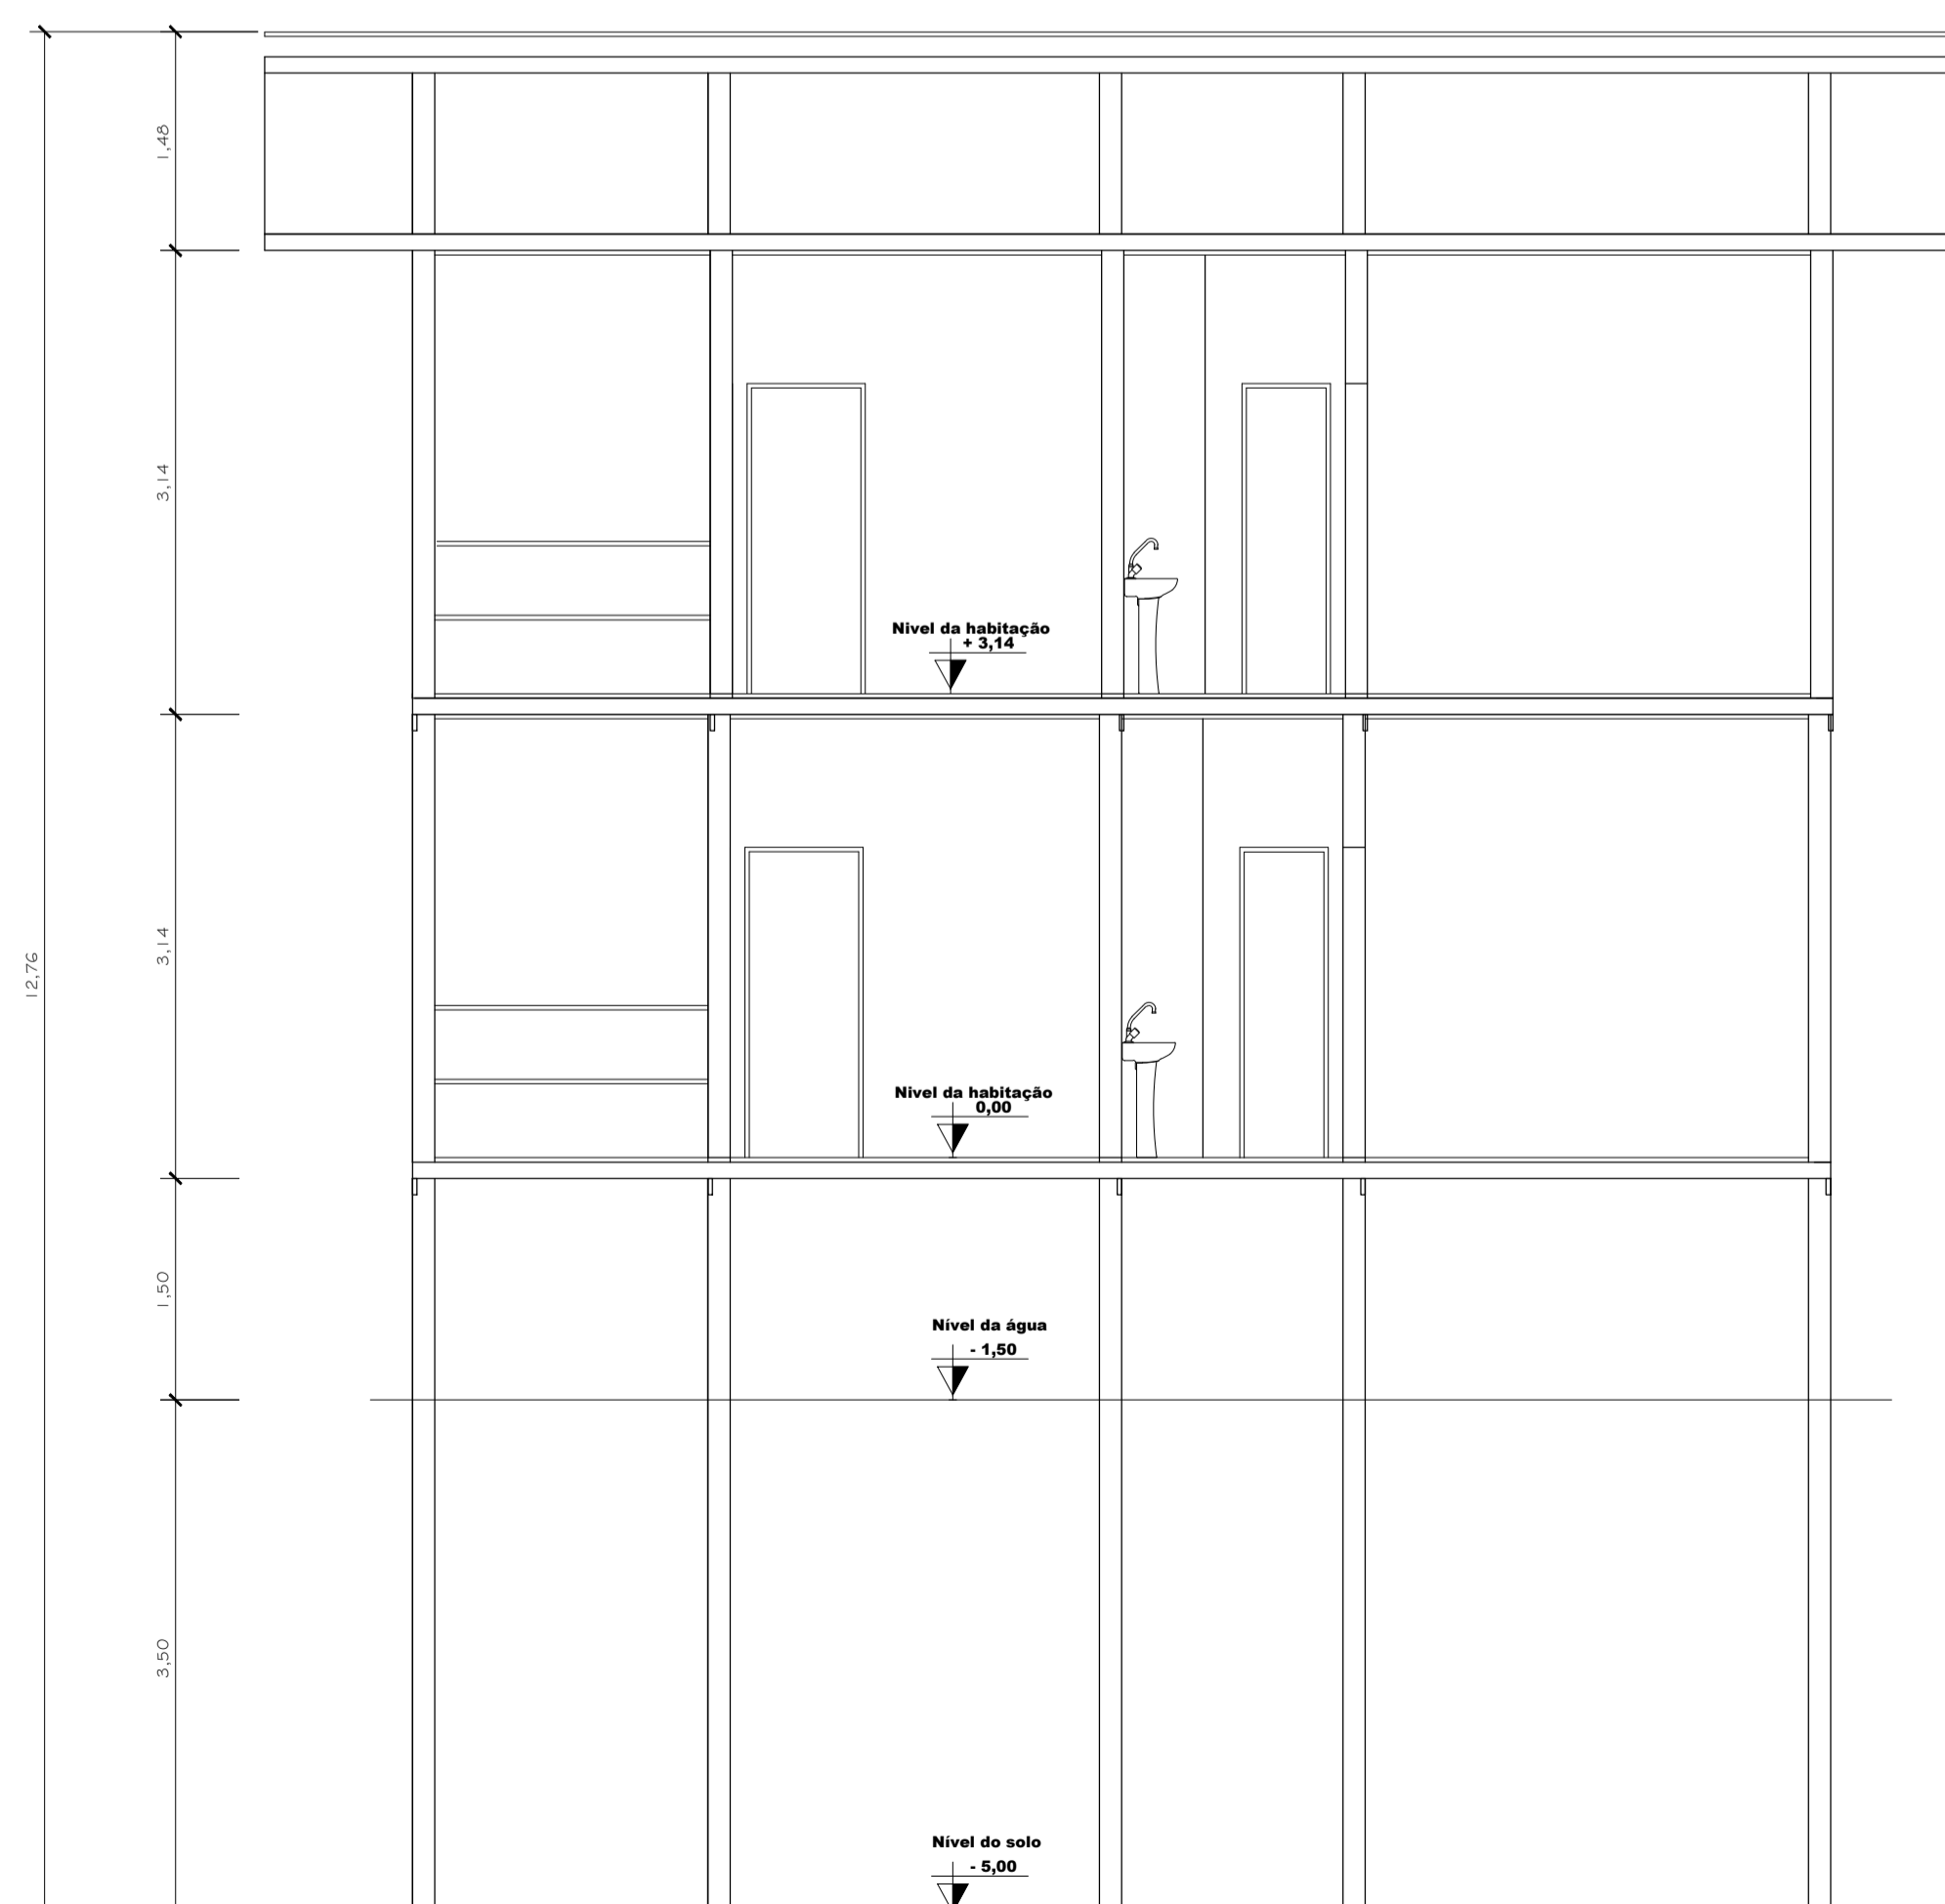 1,48
3,14
Nivel da habitação
+ 3,14
12,76
3,14
Nivel da habitação
0,00
1,50
Nível da água
- 1,50
3,50
Nível do solo
- 5,00